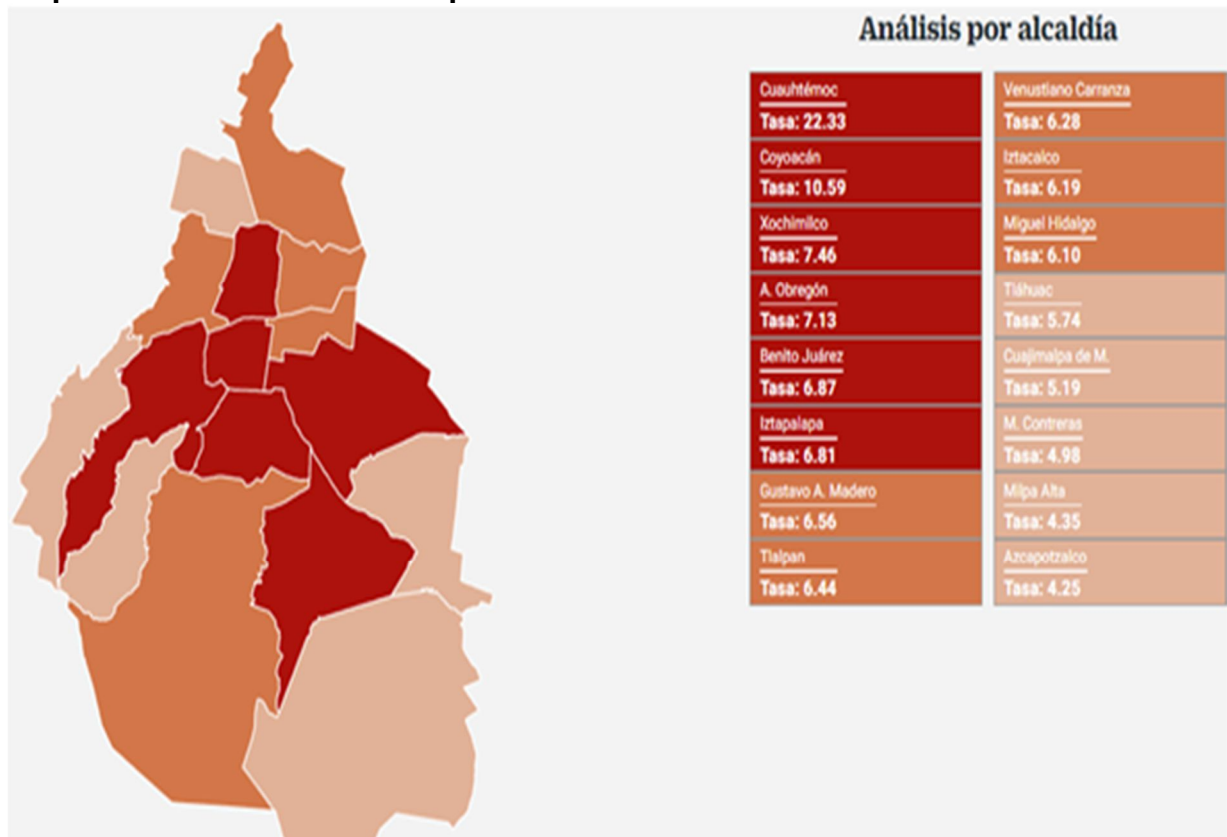 Análisis por alcaldía
Cuauhtémoc
Tasa: 22.33
Coyoacán
Tasa: 10.59
Xochimilco
Tasa: 7.46
A. Obregón
Tasa: 7.13
Benito Juárez
Tasa: 6.87
Iztapalapa
Tasa: 6.81
Gustavo A. Madero
Tasa: 6.56
Tlalpan
Tasa: 6.44
Venustiano Carranza
Tasa: 6.28
Iztacalco
Tasa: 6.19
Miguel Hidalgo
Tasa: 6.10
Tláhuac
Tasa: 5.74
Cuajimalpa de M.
Tasa: 5.19
M. Contreras
Tasa: 4.98
Milpa Alta
Tasa: 4.35
Azcapotzalco
Tasa: 4.25